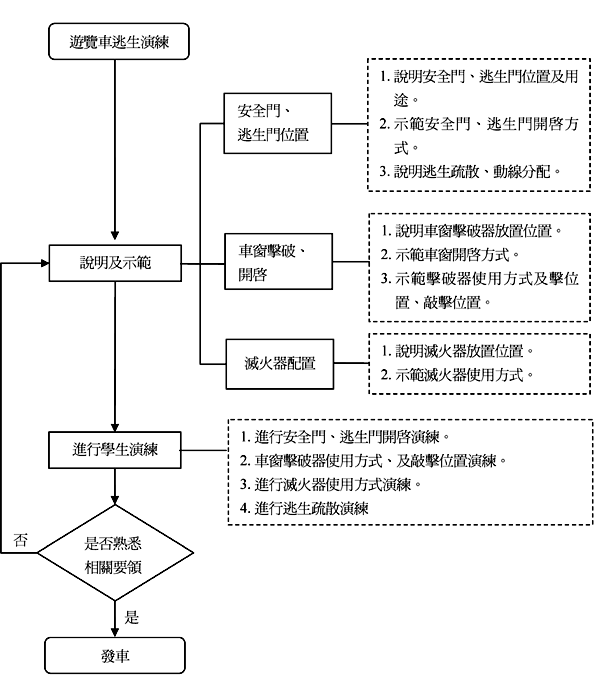 遊覽車逃生演練
安全門、
逃生門位置
1. 說明安全門、逃生門位置及用
途。
2. 示範安全門、逃生門開啓方
式。
3. 說明逃生疏散、動線分配。
說明及示範
車窗擊破、
開啓
1. 說明車窗擊破器放置位置。
2. 示範車窗開啓方式。
3. 示範擊破器使用方式及擊位
置、敲擊位置。
滅火器配置
1. 說明滅火器放置位置。
2. 示範滅火器使用方式。
進行學生演練
1. 進行安全門、逃生門開啓演練。
2. 車窗擊破器使用方式、及敲擊位置演練。
3. 進行滅火器使用方式演練。
4. 進行逃生疏散演練
是否熟悉
相關要領
否
是
發車